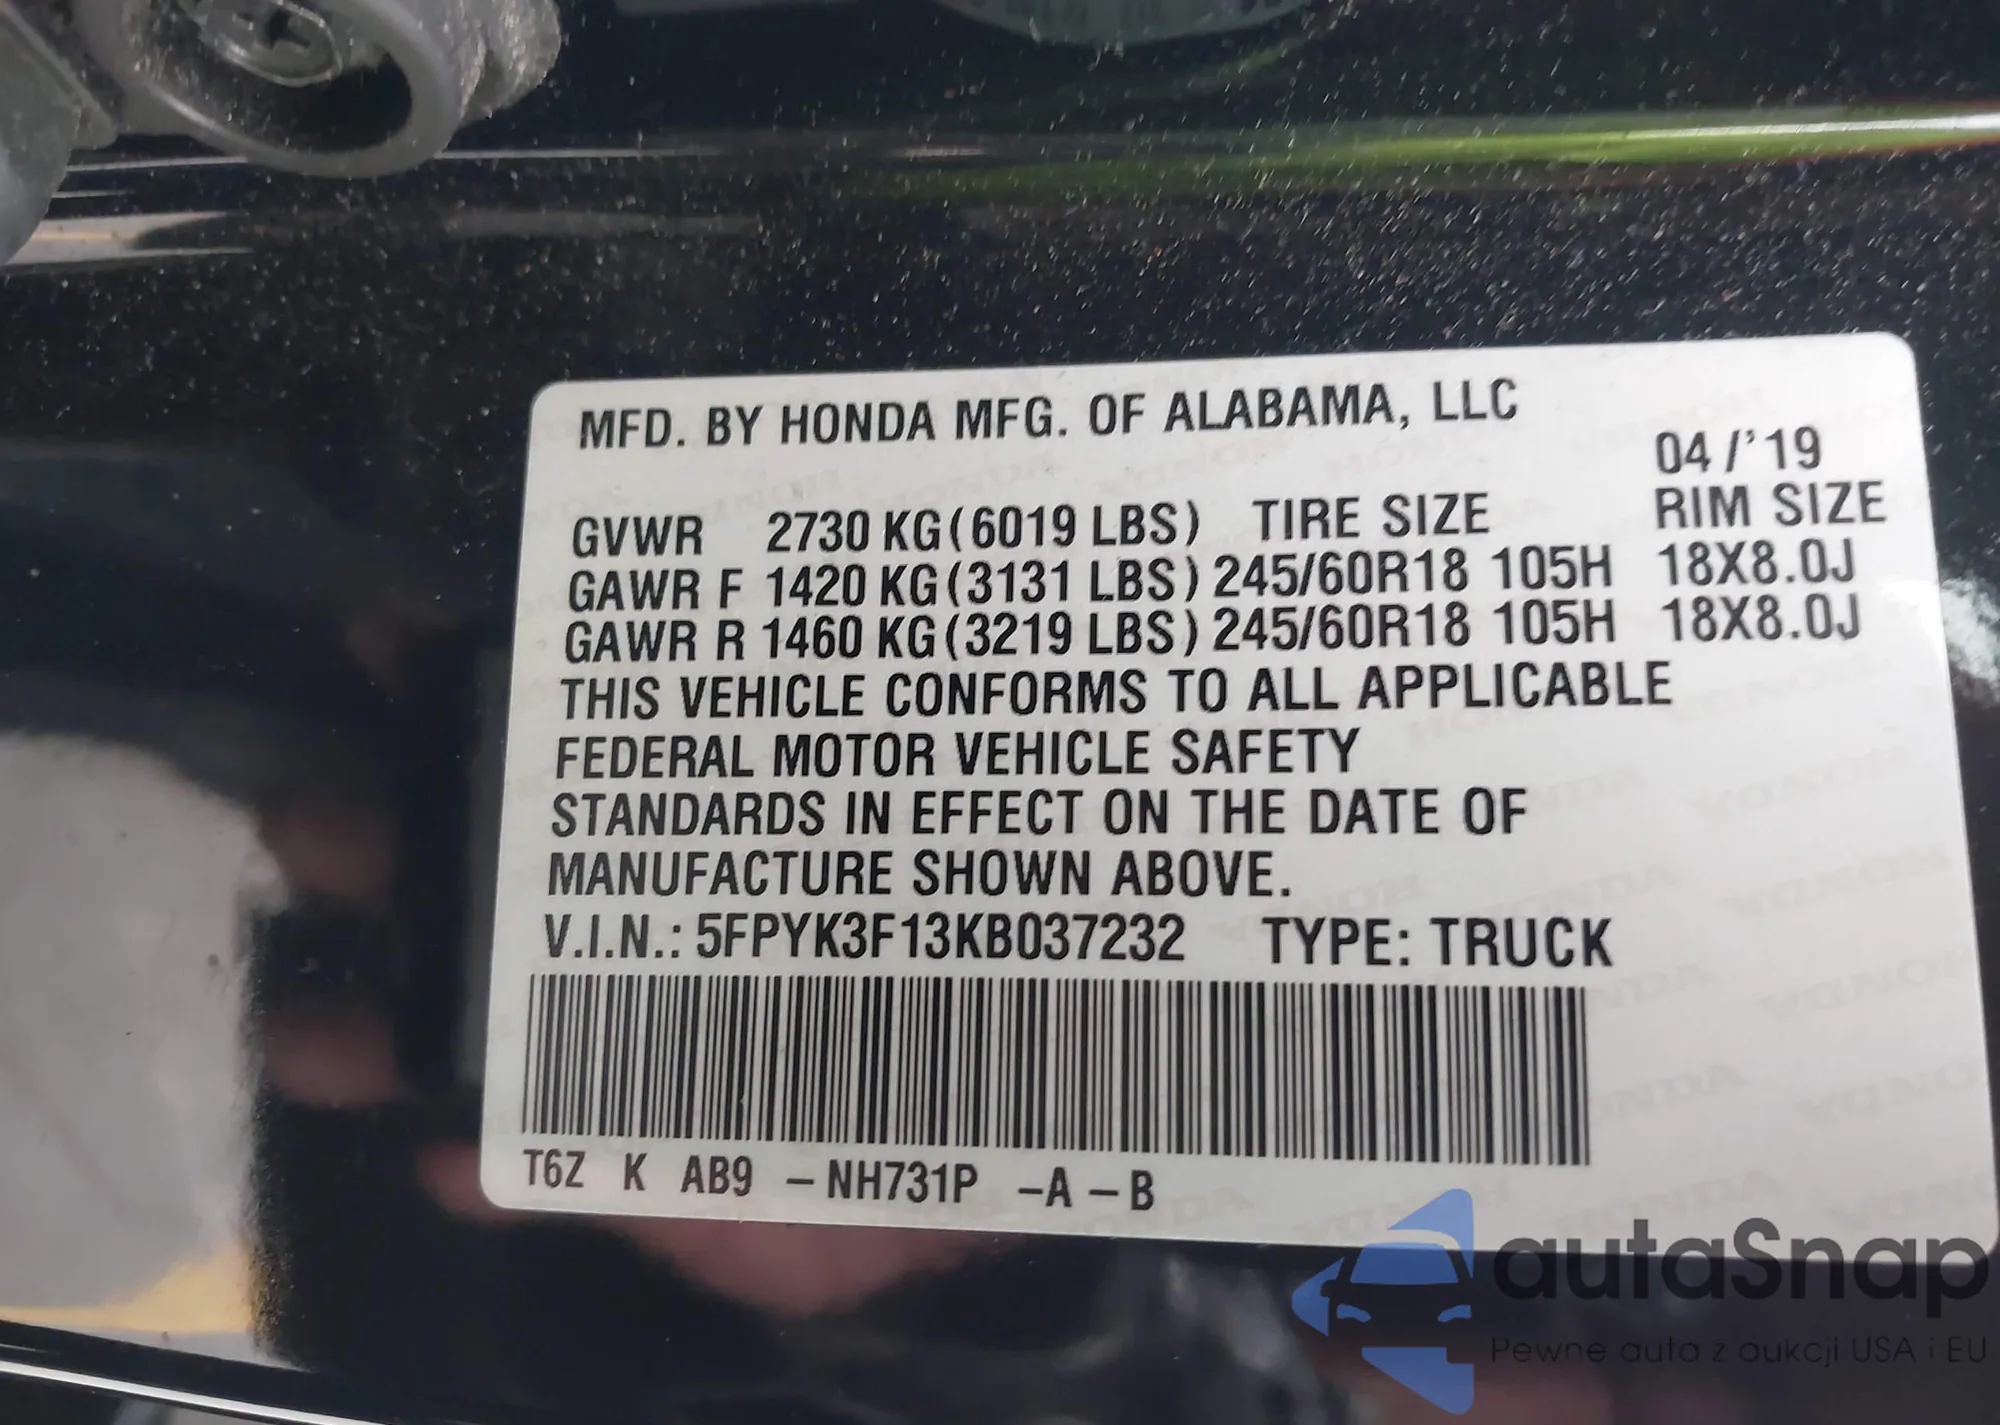 MFD. BY HONDA MFG. OF ALABAMA, LLC
04/'19
GVWR 2730 KG(6019 LBS) TIRE SIZE RIM SIZE
GAWR F 1420 KG(3131 LBS) 245/60R18 105H 18X8.0J
GAWR R 1460 KG(3219 LBS) 245/60R18 105H 18X8.0J
THIS VEHICLE CONFORMS TO ALL APPLICABLE
FEDERAL MOTOR VEHICLE SAFETY
STANDARDS IN EFFECT ON THE DATE OF
MANUFACTURE SHOWN ABOVE.
V.I.N.: 5FPYK3F13KB037232 TYPE: TRUCK
T6Z K AB9 -NH731P -A -B
autaSnap
Pewne auta z aukcji USA i EU